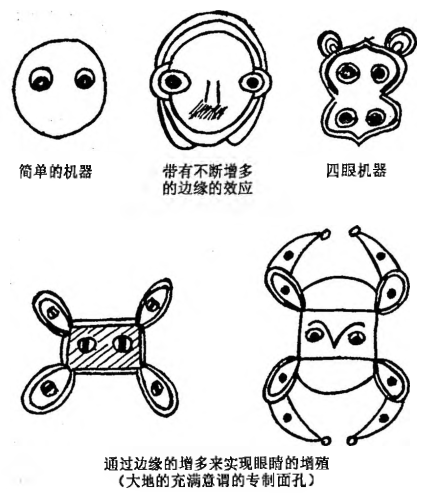 简单的机器
带有不断增多
的边缘的效应
四眼机器
通过边缘的增多来实现眼睛的增殖
（大地的充满意谓的专制面孔）